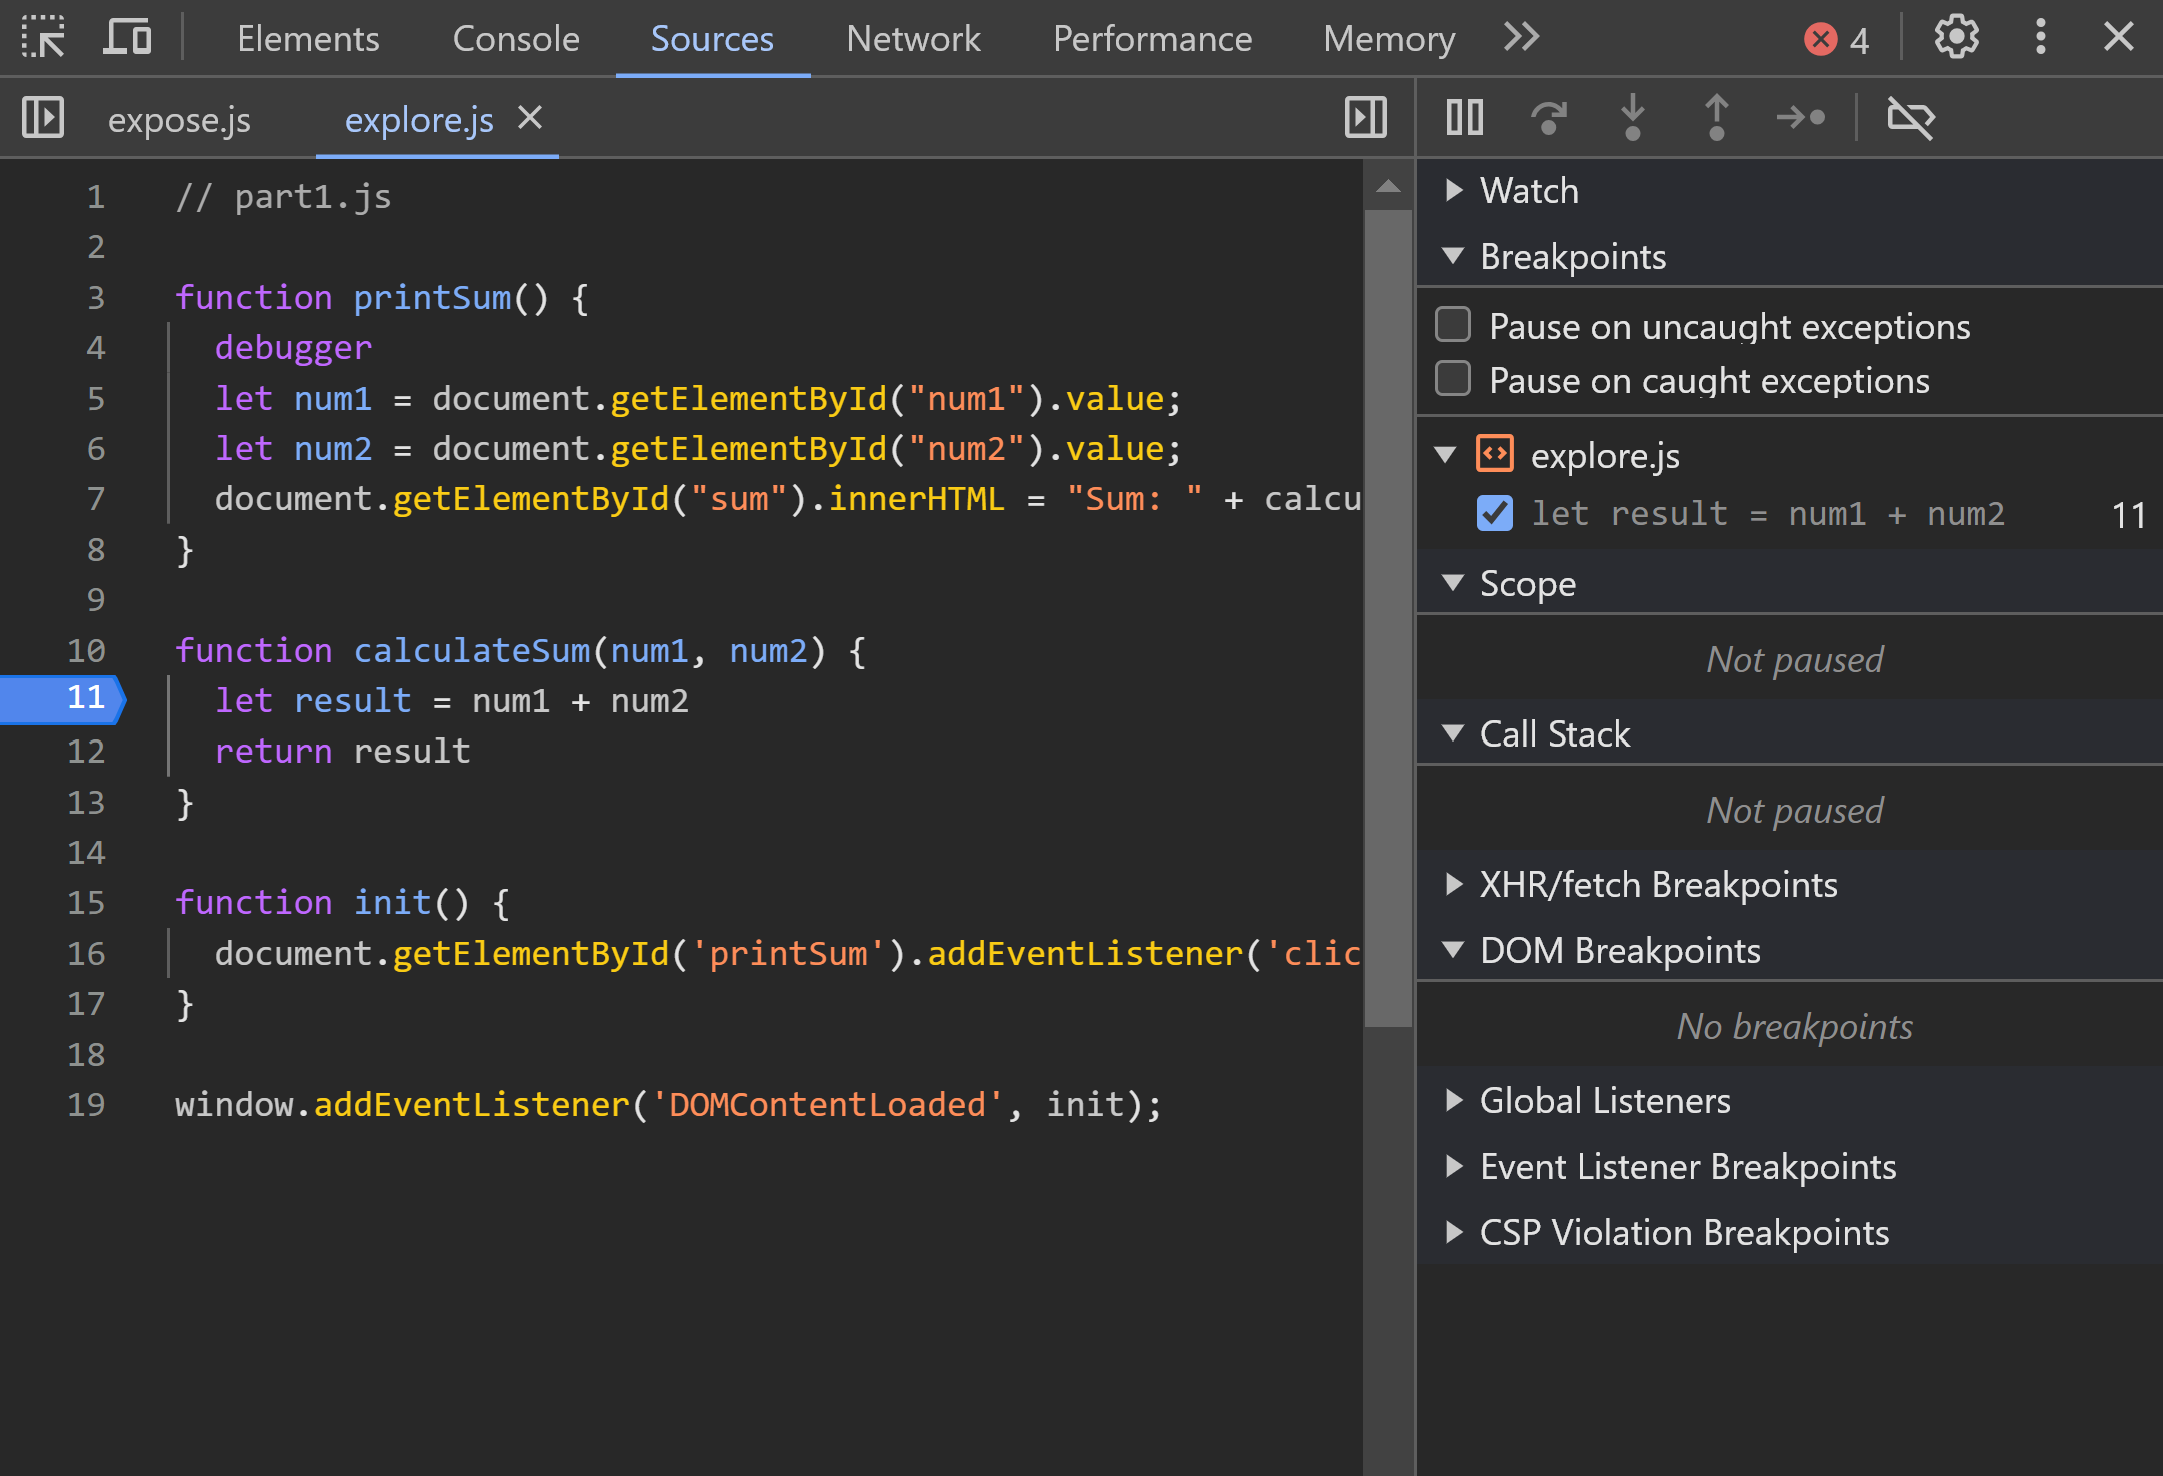 Elements Console Sources Network Performance Memory 4
expose.js explore.js
1 // part1.js
2
3 function printSum() {
4 debugger
5 let num1 = document.getElementById("num1").value;
6 let num2 = document.getElementById("num2").value;
7 document.getElementById("sum").innerHTML = "Sum: " + calcu
8 }
9
10 function calculateSum(num1, num2) {
11 let result = num1 + num2
12 return result
13 }
14
15 function init() {
16 document.getElementById('printSum').addEventListener('clic
17 }
18
19 window.addEventListener('DOMContentLoaded', init);
Watch
Breakpoints
Pause on uncaught exceptions
Pause on caught exceptions
explore.js
let result = num1 + num2 11
Scope
Not paused
Call Stack
Not paused
XHR/fetch Breakpoints
DOM Breakpoints
No breakpoints
Global Listeners
Event Listener Breakpoints
CSP Violation Breakpoints